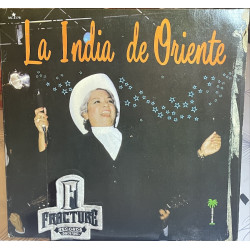 La India de Oriente
F
FRACTURE
RECORDS